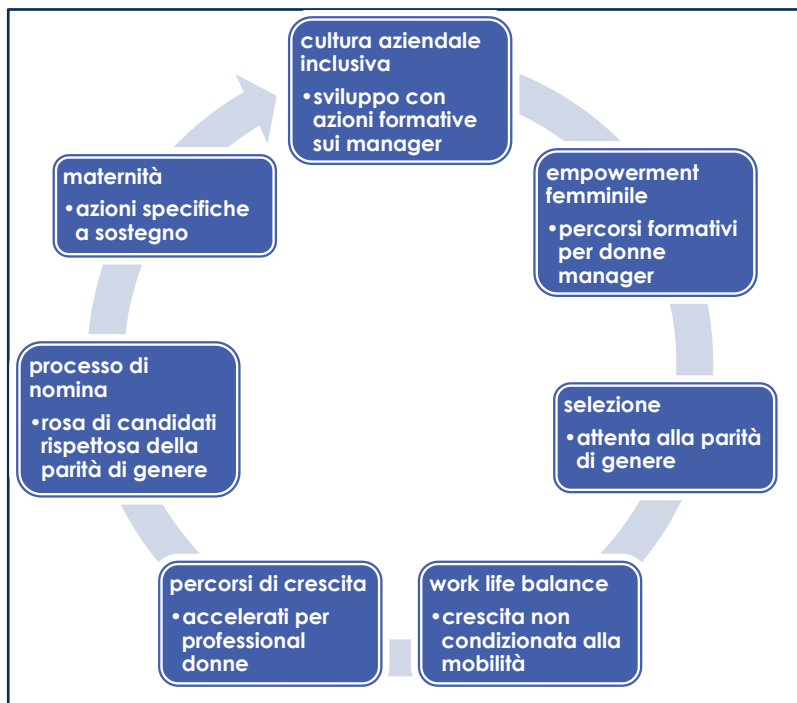 cultura aziendale
inclusiva
•sviluppo con
azioni formative
sui manager
empowerment
femminile
•percorsi formativi
per donne
manager
selezione
•attenta alla parità
di genere
work life balance
•crescita non
condizionata alla
mobilità
percorsi di crescita
•accelerati per
professional
donne
processo di
nomina
•rosa di candidati
rispettosa della
parità di genere
maternità
•azioni specifiche
a sostegno